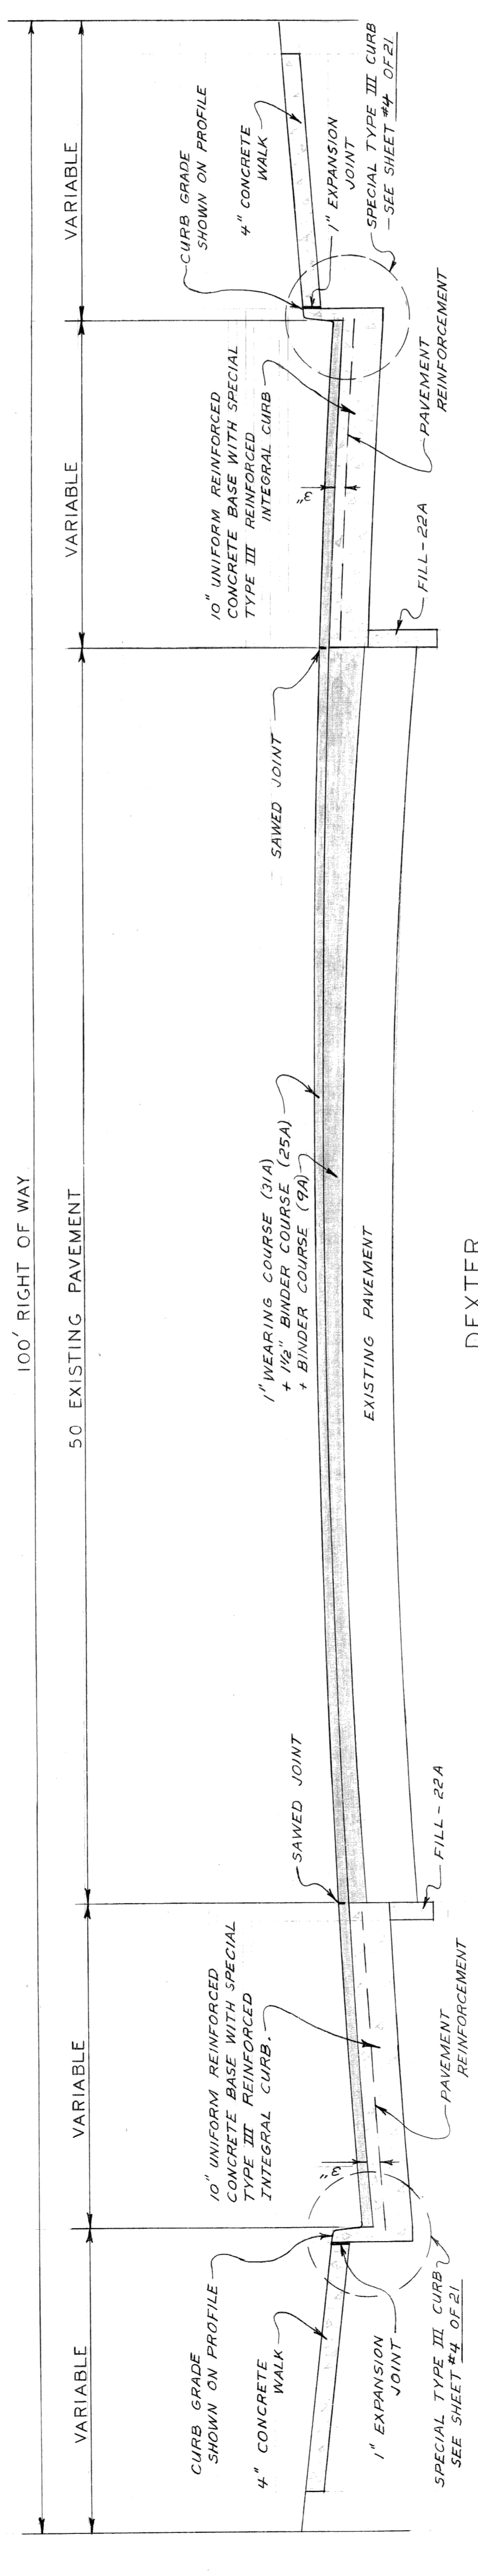 100' RIGHT OF WAY
VARIABLE
VARIABLE
50 EXISTING PAVEMENT
VARIABLE
VARIABLE
CURB GRADE
SHOWN ON PROFILE
4" CONCRETE
WALK
1" EXPANSION
JOINT
SPECIAL TYPE III CURB
SEE SHEET #4 OF 21
10" UNIFORM REINFORCED
CONCRETE BASE WITH SPECIAL
TYPE III REINFORCED
INTEGRAL CURB.
3"
PAVEMENT
REINFORCEMENT
SAWED JOINT
FILL-22A
1" WEARING COURSE (31A)
+ 1½" BINDER COURSE (25A)
+ BINDER COURSE (9A)
EXISTING PAVEMENT
DEXTER
SAWED JOINT
FILL-22A
10" UNIFORM REINFORCED
CONCRETE BASE WITH SPECIAL
TYPE III REINFORCED
INTEGRAL CURB
3"
PAVEMENT
REINFORCEMENT
CURB GRADE
SHOWN ON PROFILE
4" CONCRETE
WALK
1" EXPANSION
JOINT
SPECIAL TYPE III CURB
SEE SHEET #4 OF 21